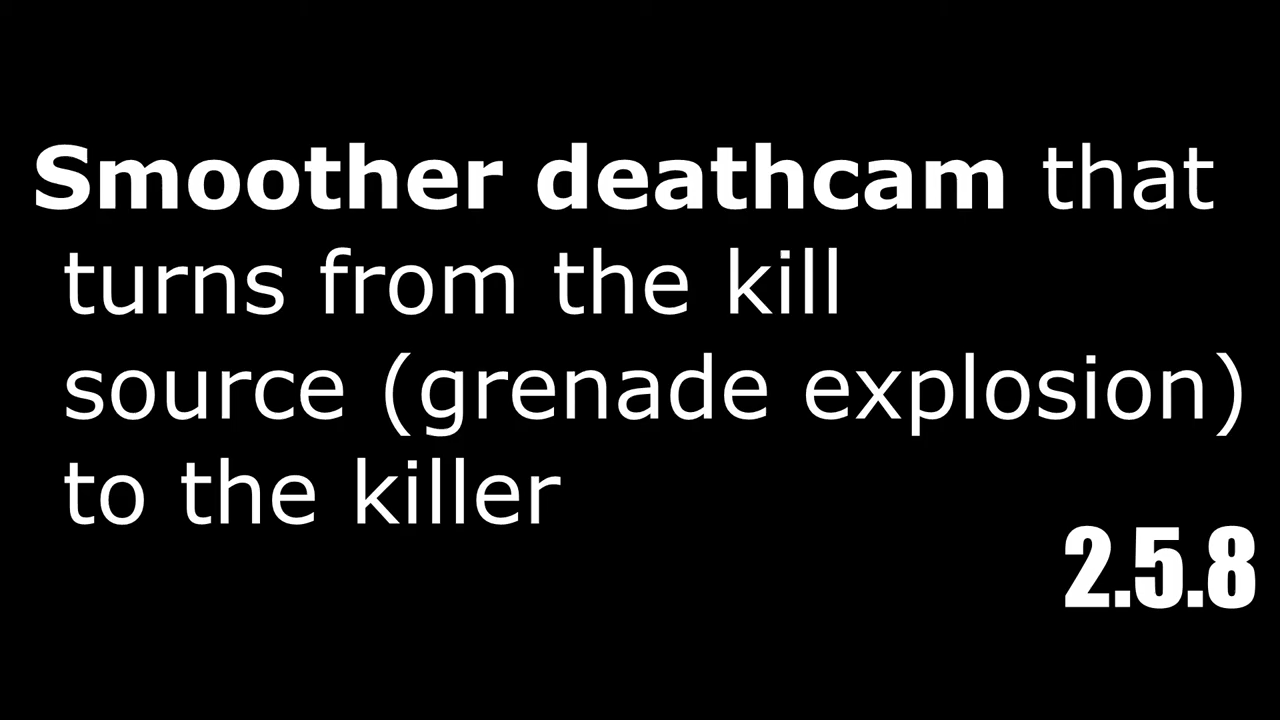 Smoother deathcam that
turns from the kill
source (grenade explosion)
to the killer
2.5.8